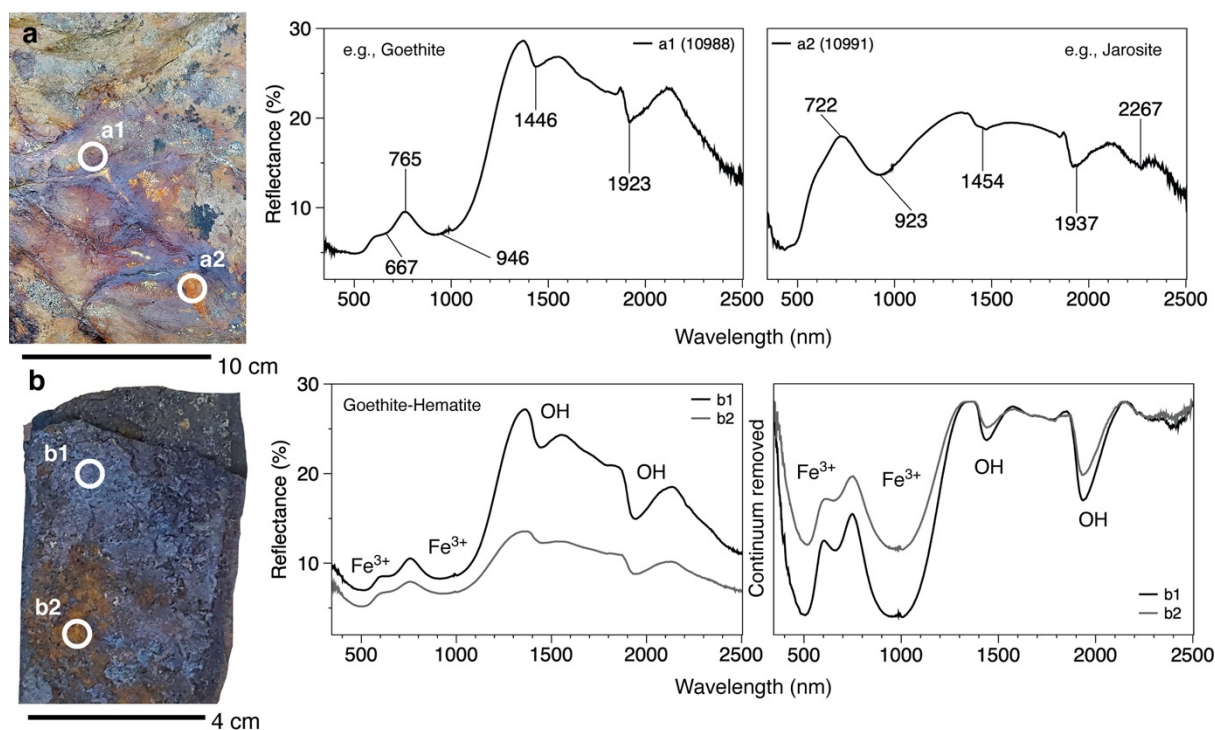 a
a1
a2
10 cm
30
20
10
Reflectance (%)
e.g., Goethite
a1 (10988)
765
667
946
1446
1923
500
1000
1500
2000
2500
a2 (10991)
e.g., Jarosite
722
923
1454
1937
2267
500
1000
1500
2000
2500
Wavelength (nm)
b
b1
b2
4 cm
30
20
10
Reflectance (%)
Goethite-Hematite
b1
b2
OH
OH
Fe³⁺
Fe³⁺
500
1000
1500
2000
2500
Continuum removed
Fe³⁺
Fe³⁺
OH
OH
b1
b2
500
1000
1500
2000
2500
Wavelength (nm)